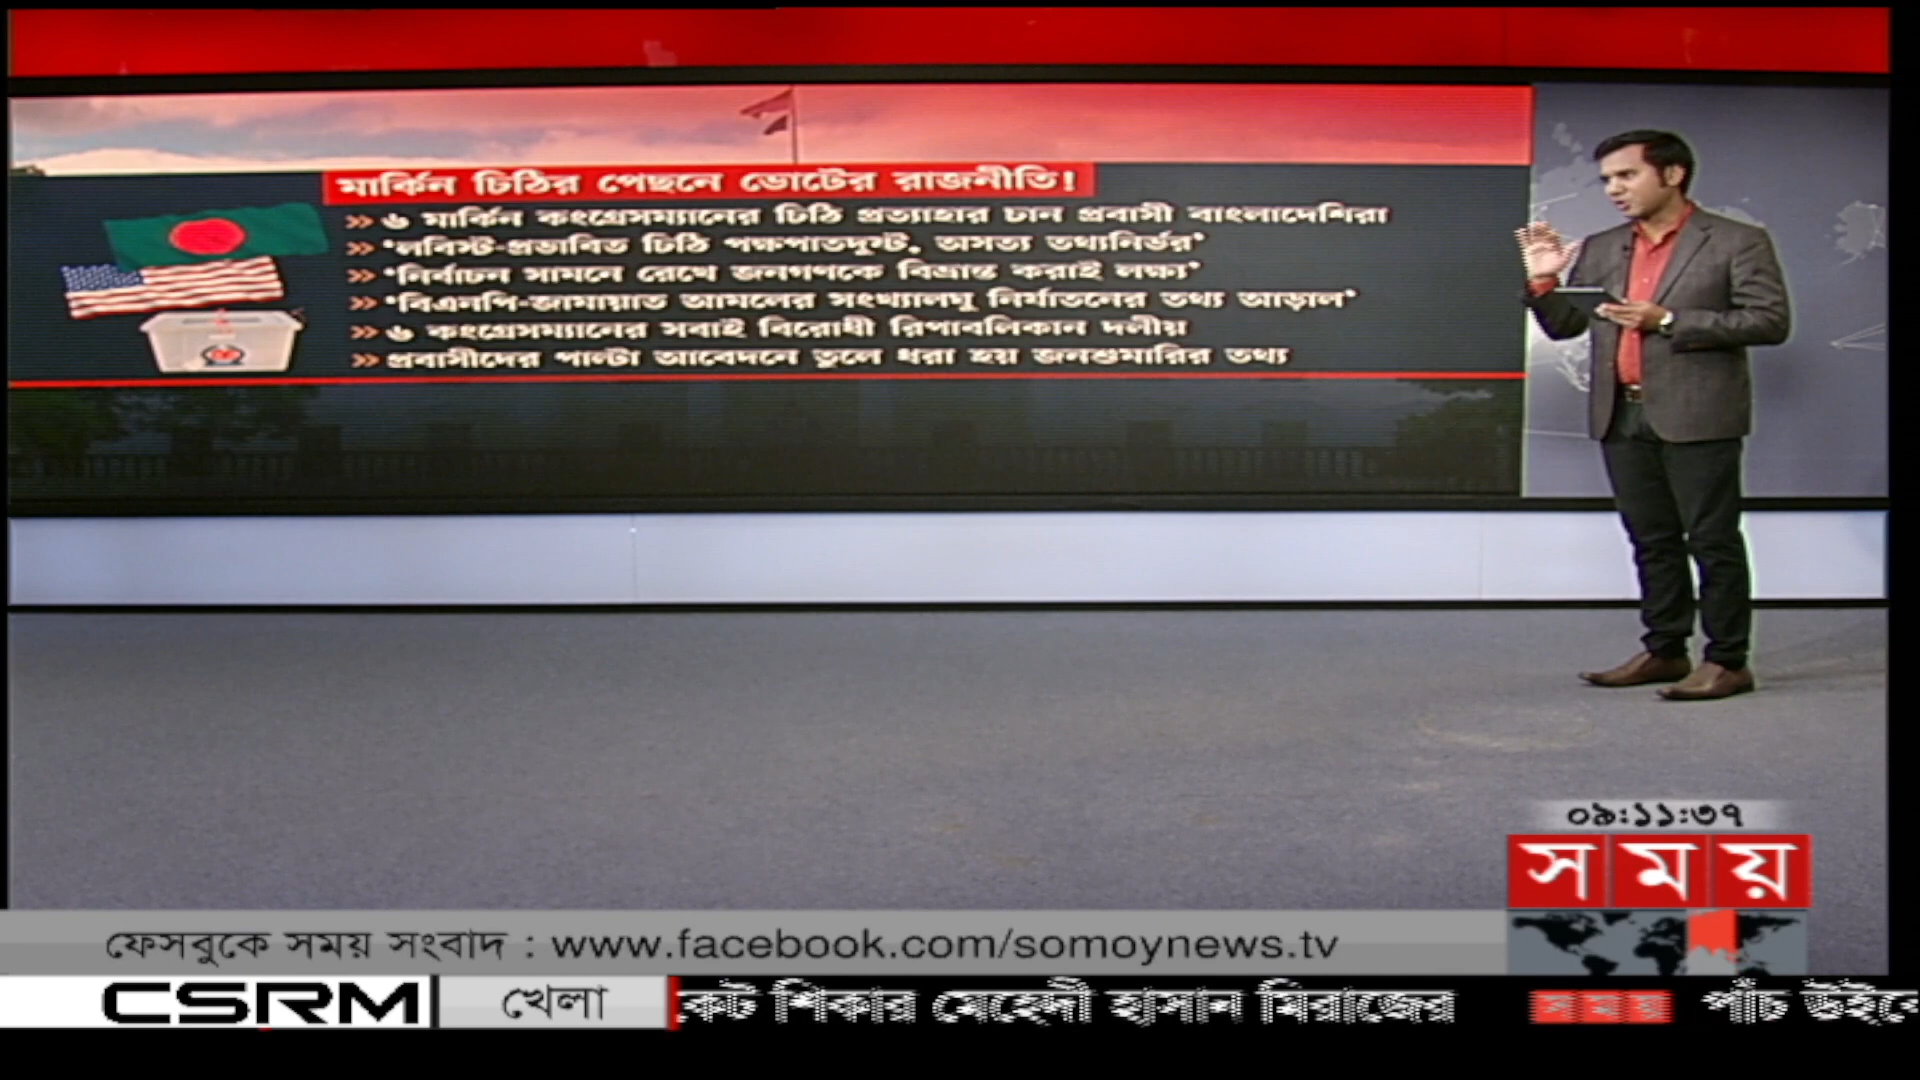 মার্কিন চিঠির পেছনে ভোটের রাজনীতি!
» ৬ মার্কিন কংগ্রেসম্যানের চিঠি প্রত্যাহার চান প্রবাসী বাংলাদেশিরা
» ‘লবিস্ট-প্রভাবিত চিঠি পক্ষপাতদুষ্ট, অসত্য তথ্যনির্ভর’
» ‘নির্বাচন সামনে রেখে জনগণকে বিভ্রান্ত করাই লক্ষ্য’
» ‘বিএনপি-জামায়াত আমলের সংখ্যালঘু নির্যাতনের তথ্য আড়াল’
» ৬ কংগ্রেসম্যানের সবাই বিরোধী রিপাবলিকান দলীয়
» প্রবাসীদের পাল্টা আবেদনে তুলে ধরা হয় জনশুমারির তথ্য
০৯:১১:৩৭
সময়
ফেসবুকে সময় সংবাদ : www.facebook.com/somoynews.tv
CSRM খেলা কেট শিকার মেহেদী হাসান মিরাজের সময় পাঁচ উইকে